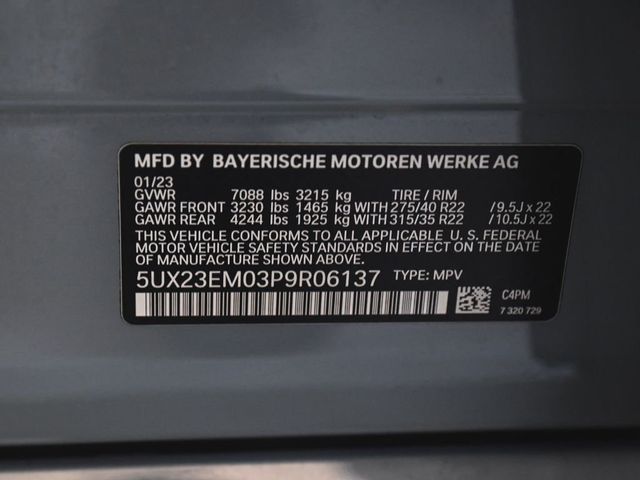 MFD BY BAYERISCHE MOTOREN WERKE AG
01/23
GVWR 7088 lbs 3215 kg TIRE / RIM
GAWR FRONT 3230 lbs 1465 kg WITH 275/40 R22 / 9.5J x 22
GAWR REAR 4244 lbs 1925 kg WITH 315/35 R22 / 10.5J x 22
THIS VEHICLE CONFORMS TO ALL APPLICABLE U.S. FEDERAL
MOTOR VEHICLE SAFETY STANDARDS IN EFFECT ON THE DATE
OF MANUFACTURE SHOWN ABOVE.
5UX23EM03P9R06137 TYPE: MPV
C4PM
7 320 729